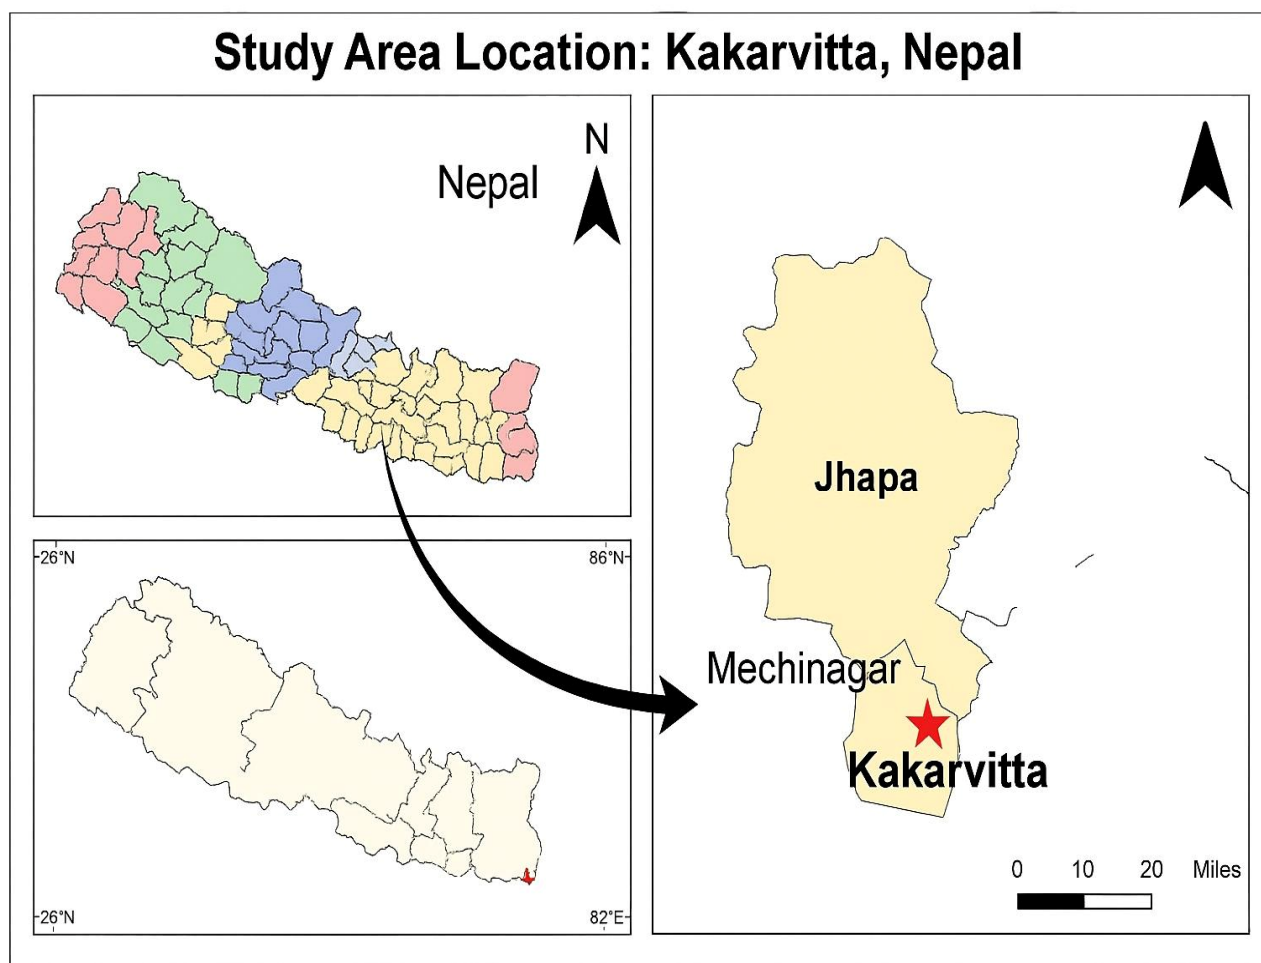 Study Area Location: Kakarvitta, Nepal
N
Nepal
26°N
86°N
26°N
82°E
Jhapa
Mechinagar
Kakarvitta
0 10 20 Miles